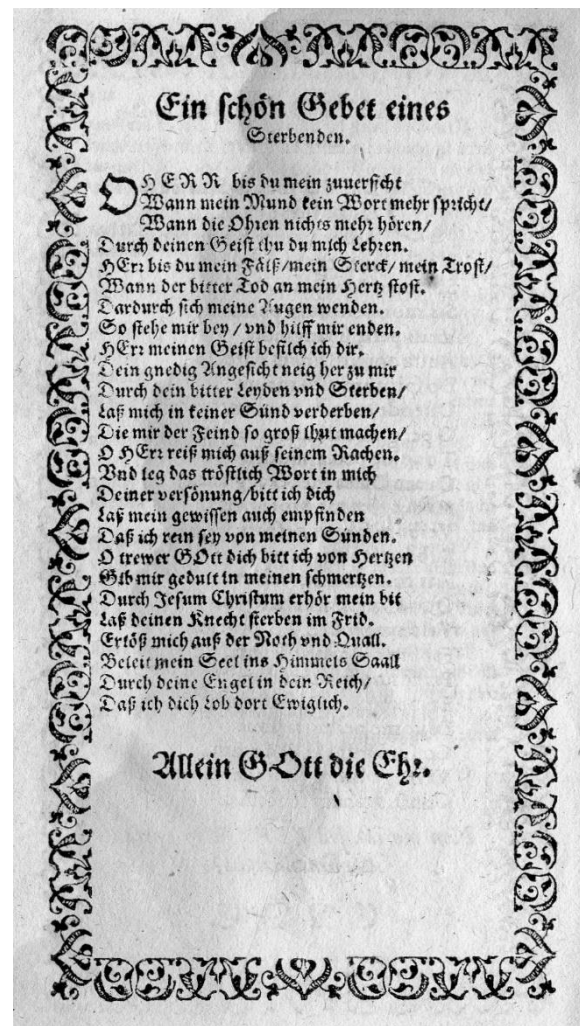 Ein schön Gebet eines
Sterbenden.
OHERR bis du mein zuuersicht
Wann mein Mund kein Wort mehr spricht/
Wann die Ohren nichts mehr hören/
Durch deinen Geist thu du mich Lehren.
HErr bis du mein Fälß/mein Sterck/mein Trost/
Wann der bitter Tod an mein Hertz stost.
Dardurch sich meine Augen wenden.
So stehe mir bey/ vnd hilff mir enden.
HErr meinen Geist befilch ich dir.
Dein gnedig Angesicht neig her zu mir
Durch dein bitter Leyden vnd Sterben/
Laß mich in keiner Sünd verderben/
Die mir der Feind so groß thut machen/
O HErr reiß mich auß seinem Rachen.
Vnd leg das tröstlich Wort in mich
Deiner versönung/bitt ich dich
Laß mein gewissen auch empfinden
Daß ich rein sey von meinen Sünden.
O trewer GOtt dich bitt ich von Hertzen
Gib mir gedult in meinen schmertzen.
Durch Jesum Christum erhör mein bit
Laß deinen Knecht sterben im Frid.
Erlöß mich auß der Noth vnd Quall.
Beleit mein Seel ins Himmels Saall
Durch deine Engel in dein Reich/
Daß ich dich Lob dort Ewiglich.
Allein GOtt die Ehr.